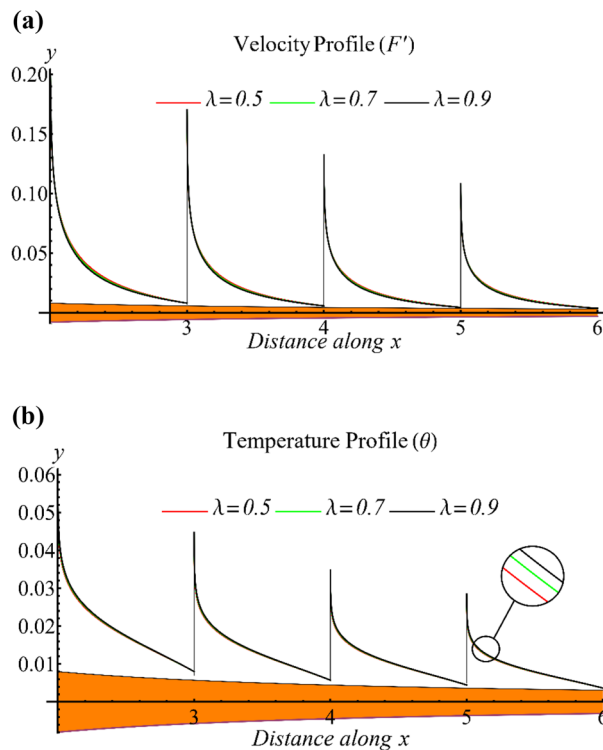 (a)
Velocity Profile (F′)
y
0.20
λ=0.5 λ=0.7 λ=0.9
0.15
0.10
0.05
3 4 5 6
Distance along x
(b)
Temperature Profile (θ)
y
0.06
0.05
λ=0.5 λ=0.7 λ=0.9
0.04
0.03
0.02
0.01
3 4 5 6
Distance along x